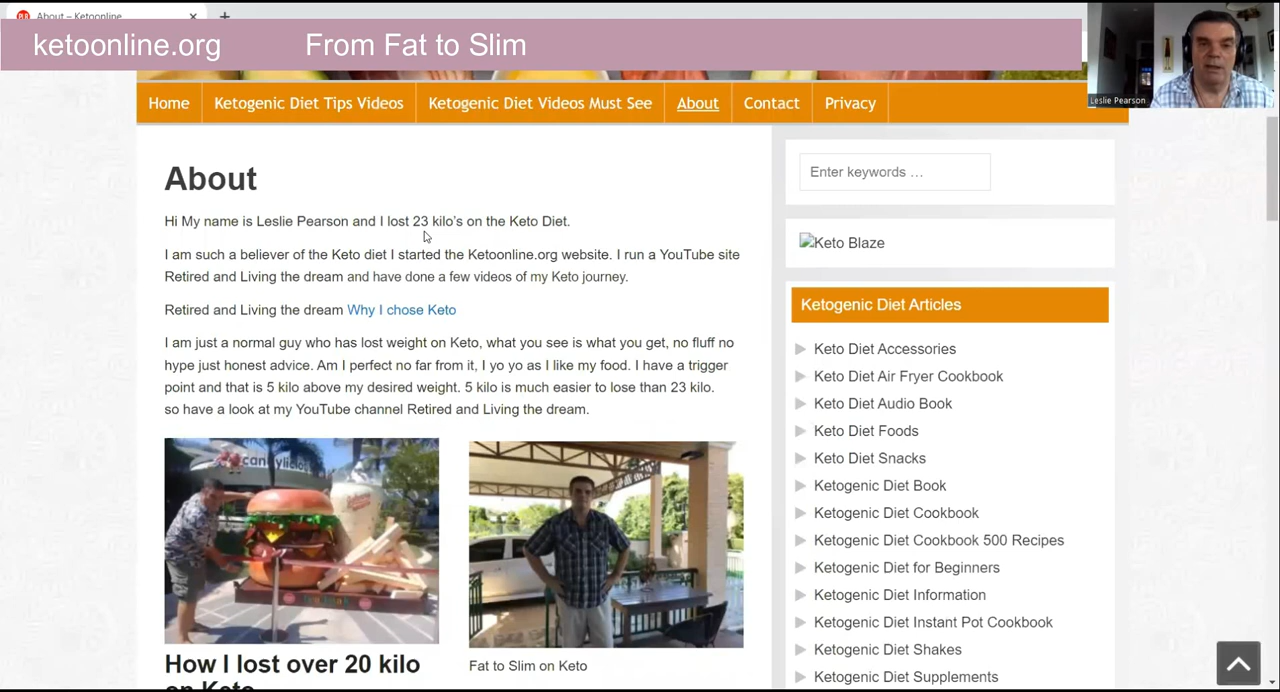 About – Ketoonline
ketoonline.org From Fat to Slim
Leslie Pearson
Home Ketogenic Diet Tips Videos Ketogenic Diet Videos Must See About Contact Privacy
About
Hi My name is Leslie Pearson and I lost 23 kilo's on the Keto Diet.
I am such a believer of the Keto diet I started the Ketoonline.org website. I run a YouTube site
Retired and Living the dream and have done a few videos of my Keto journey.
Retired and Living the dream Why I chose Keto
I am just a normal guy who has lost weight on Keto, what you see is what you get, no fluff no
hype just honest advice. Am I perfect no far from it, I yo yo as I like my food. I have a trigger
point and that is 5 kilo above my desired weight. 5 kilo is much easier to lose than 23 kilo.
so have a look at my YouTube channel Retired and Living the dream.
candylicious
How I lost over 20 kilo
on Keto
Fat to Slim on Keto
Enter keywords …
Keto Blaze
Ketogenic Diet Articles
Keto Diet Accessories
Keto Diet Air Fryer Cookbook
Keto Diet Audio Book
Keto Diet Foods
Keto Diet Snacks
Ketogenic Diet Book
Ketogenic Diet Cookbook
Ketogenic Diet Cookbook 500 Recipes
Ketogenic Diet for Beginners
Ketogenic Diet Information
Ketogenic Diet Instant Pot Cookbook
Ketogenic Diet Shakes
Ketogenic Diet Supplements